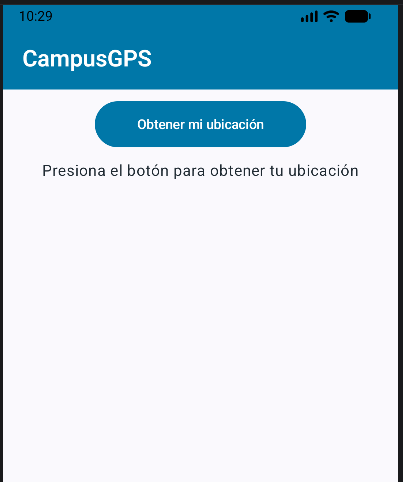 10:29
CampusGPS
Obtener mi ubicación
Presiona el botón para obtener tu ubicación